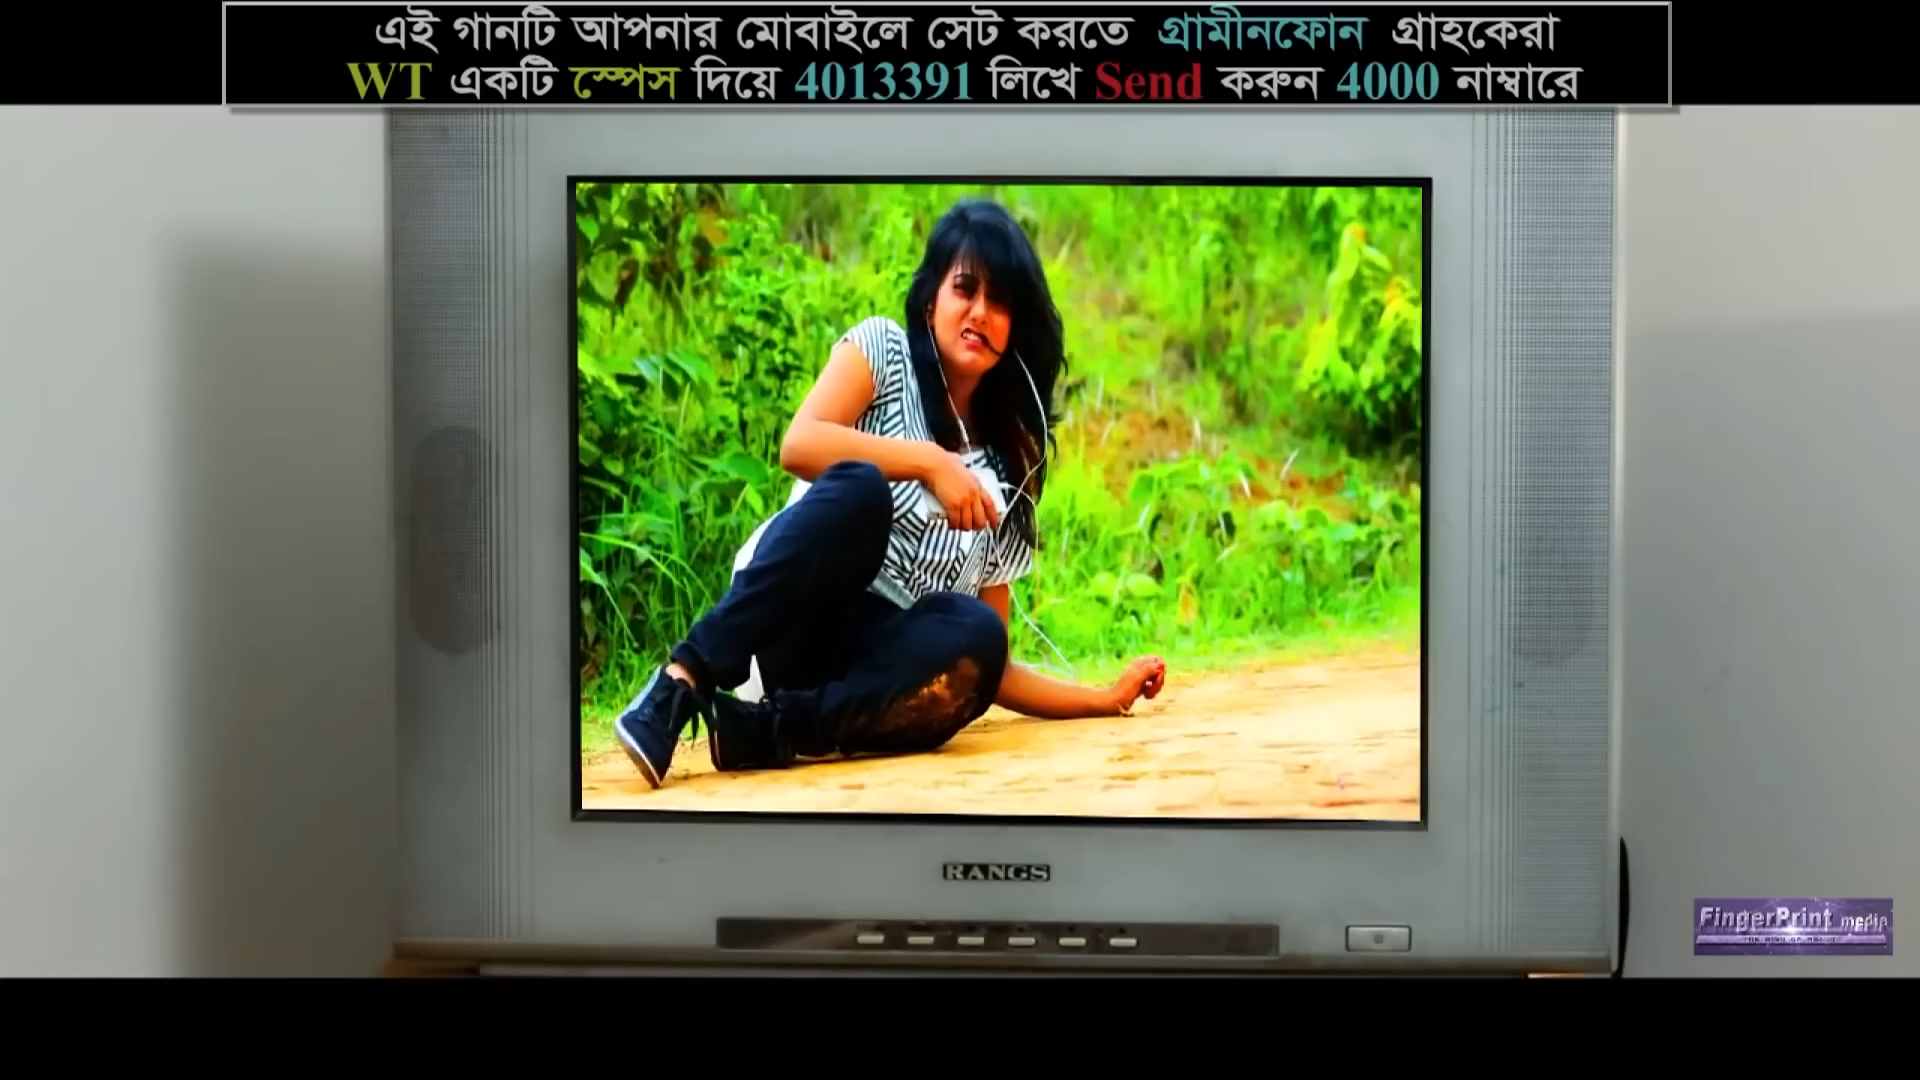 এই গানটি আপনার মোবাইলে সেট করতে গ্রামীনফোন গ্রাহকেরা
WT একটি স্পেস দিয়ে 4013391 লিখে Send করুন 4000 নাম্বারে
RANGS
FingerPrint media